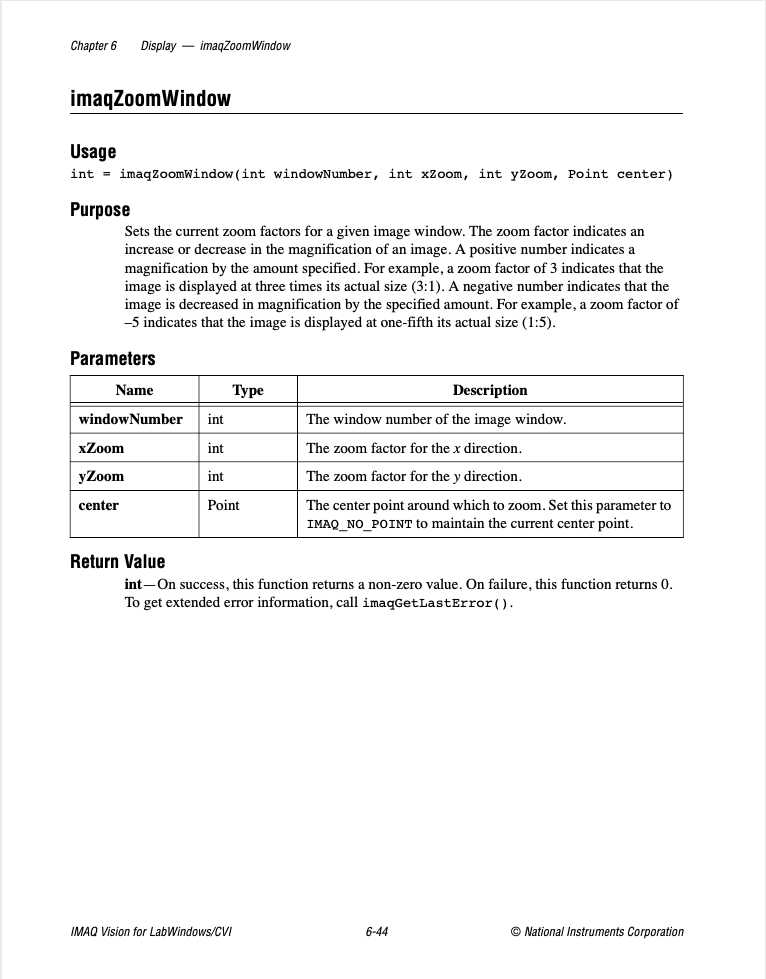 Chapter 6 Display — imaqZoomWindow
imaqZoomWindow
Usage
int = imaqZoomWindow(int windowNumber, int xZoom, int yZoom, Point center)
Purpose
Sets the current zoom factors for a given image window. The zoom factor indicates an
increase or decrease in the magnification of an image. A positive number indicates a
magnification by the amount specified. For example, a zoom factor of 3 indicates that the
image is displayed at three times its actual size (3:1). A negative number indicates that the
image is decreased in magnification by the specified amount. For example, a zoom factor of
–5 indicates that the image is displayed at one-fifth its actual size (1:5).
Parameters
Name Type Description
windowNumber int The window number of the image window.
xZoom int The zoom factor for the x direction.
yZoom int The zoom factor for the y direction.
center Point The center point around which to zoom. Set this parameter to
IMAQ_NO_POINT to maintain the current center point.
Return Value
int—On success, this function returns a non-zero value. On failure, this function returns 0.
To get extended error information, call imaqGetLastError().
IMAQ Vision for LabWindows/CVI 6-44 © National Instruments Corporation